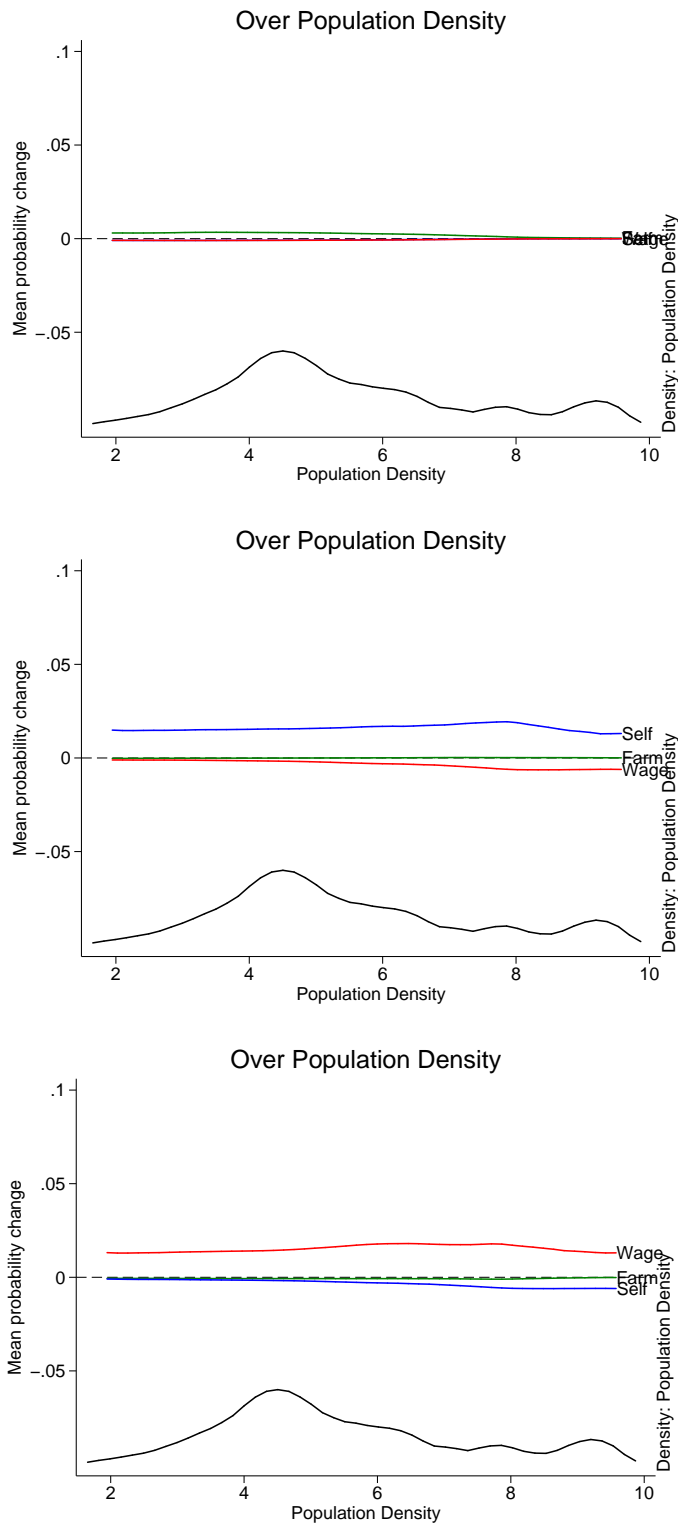 Over Population Density
.1
.05
0
−.05
Mean probability change
Density: Population Density
2 4 6 8 10
Population Density
Over Population Density
.1
.05
0
−.05
Mean probability change
Self
Farm
Wage
Density: Population Density
2 4 6 8 10
Population Density
Over Population Density
.1
.05
0
−.05
Mean probability change
Wage
Farm
Self
Density: Population Density
2 4 6 8 10
Population Density